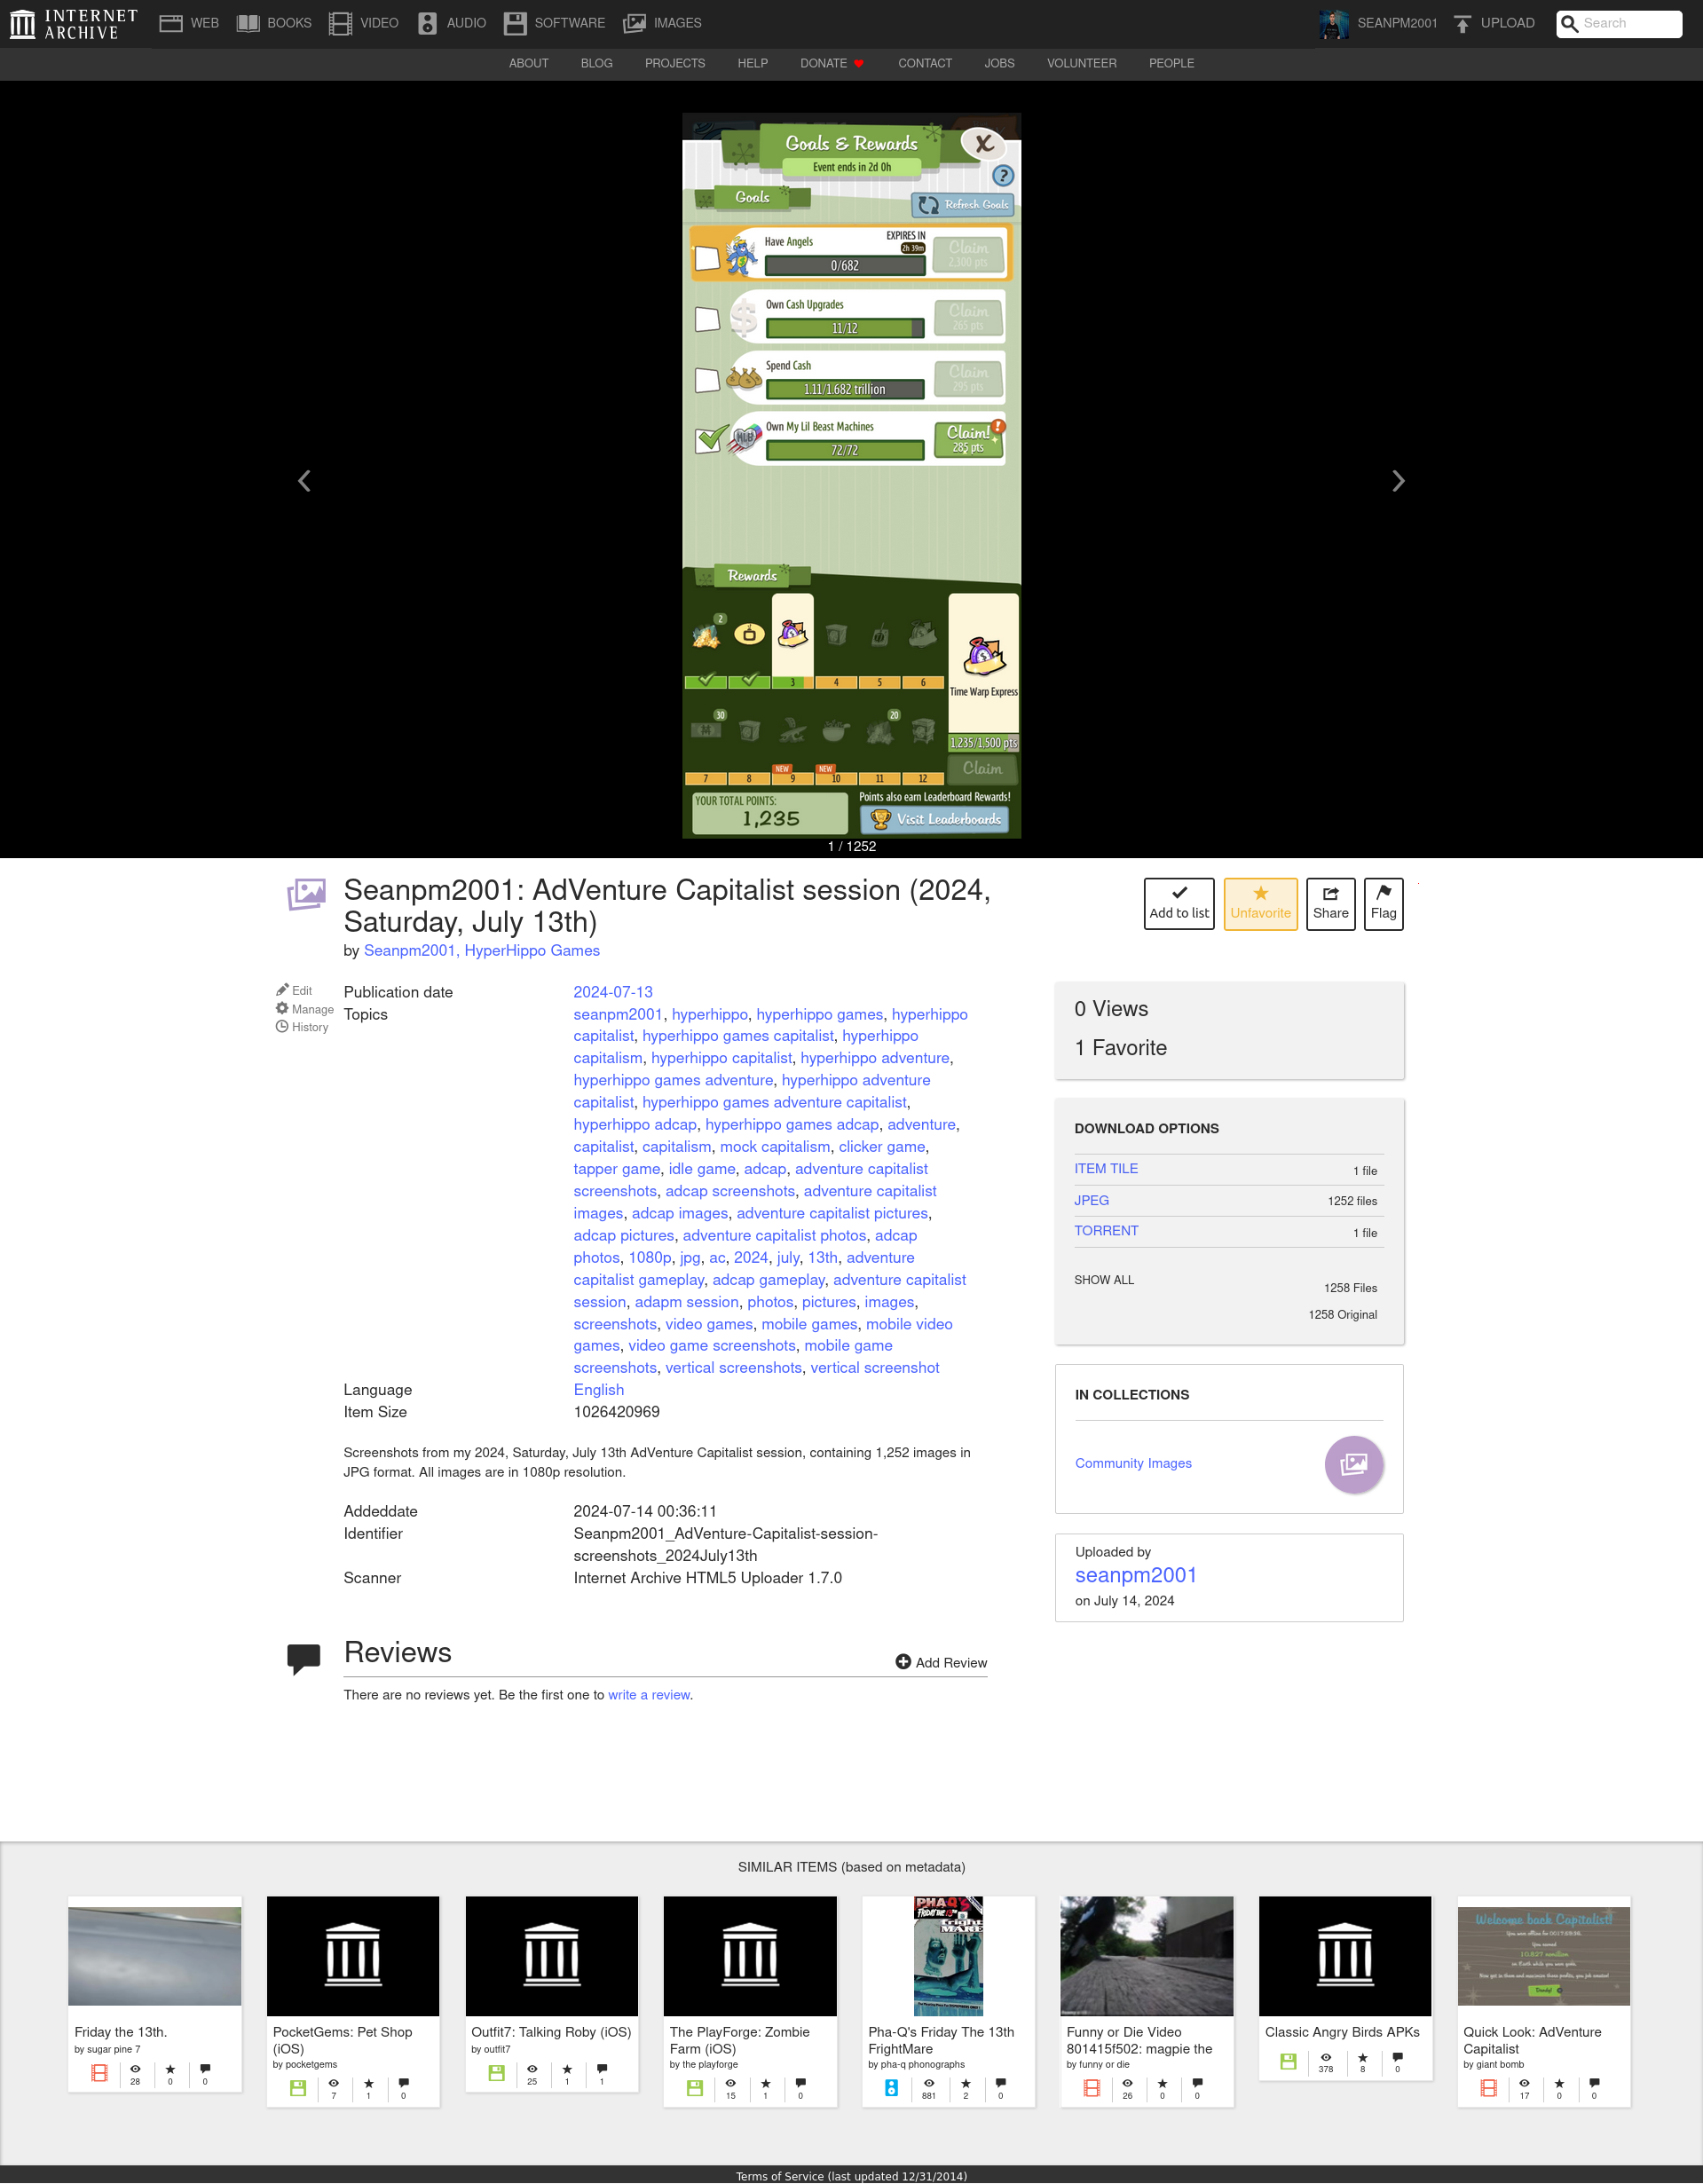 INTERNET ARCHIVE
WEB
BOOKS
VIDEO
AUDIO
SOFTWARE
IMAGES
SEANPM2001
UPLOAD
Search
ABOUT
BLOG
PROJECTS
HELP
DONATE
CONTACT
JOBS
VOLUNTEER
PEOPLE
Goals & Rewards
X
Event ends in 2d 0h
?
Goals
Refresh Goals
Have Angels
EXPIRES IN
2h 39m
0/682
Claim
2,300 pts
Own Cash Upgrades
11/12
Claim
265 pts
Spend Cash
1.11/1.682 trillion
Claim
295 pts
Own My Lil Beast Machines
MLB
72/72
Claim!
285 pts
Rewards
2
3
4
5
6
Time Warp Express
30
20
1,235/1,500 pts
NEW
NEW
7
8
9
10
11
12
Claim
YOUR TOTAL POINTS:
1,235
Points also earn Leaderboard Rewards!
Visit Leaderboards
1 / 1252
Seanpm2001: AdVenture Capitalist session (2024,
Saturday, July 13th)
by Seanpm2001, HyperHippo Games
Add to list
Unfavorite
Share
Flag
Edit
Manage
History
Publication date 2024-07-13
Topics seanpm2001, hyperhippo, hyperhippo games, hyperhippo
capitalist, hyperhippo games capitalist, hyperhippo
capitalism, hyperhippo capitalist, hyperhippo adventure,
hyperhippo games adventure, hyperhippo adventure
capitalist, hyperhippo games adventure capitalist,
hyperhippo adcap, hyperhippo games adcap, adventure,
capitalist, capitalism, mock capitalism, clicker game,
tapper game, idle game, adcap, adventure capitalist
screenshots, adcap screenshots, adventure capitalist
images, adcap images, adventure capitalist pictures,
adcap pictures, adventure capitalist photos, adcap
photos, 1080p, jpg, ac, 2024, july, 13th, adventure
capitalist gameplay, adcap gameplay, adventure capitalist
session, adapm session, photos, pictures, images,
screenshots, video games, mobile games, mobile video
games, video game screenshots, mobile game
screenshots, vertical screenshots, vertical screenshot
Language English
Item Size 1026420969
Screenshots from my 2024, Saturday, July 13th AdVenture Capitalist session, containing 1,252 images in
JPG format. All images are in 1080p resolution.
Addeddate 2024-07-14 00:36:11
Identifier Seanpm2001_AdVenture-Capitalist-session-
screenshots_2024July13th
Scanner Internet Archive HTML5 Uploader 1.7.0
0 Views
1 Favorite
DOWNLOAD OPTIONS
ITEM TILE 1 file
JPEG 1252 files
TORRENT 1 file
SHOW ALL
1258 Files
1258 Original
IN COLLECTIONS
Community Images
Uploaded by
seanpm2001
on July 14, 2024
Reviews
Add Review
There are no reviews yet. Be the first one to write a review.
SIMILAR ITEMS (based on metadata)
Friday the 13th.
by sugar pine 7
28 0 0
PocketGems: Pet Shop
(iOS)
by pocketgems
7 1 0
Outfit7: Talking Roby (iOS)
by outfit7
25 1 1
The PlayForge: Zombie
Farm (iOS)
by the playforge
15 1 0
PHA-Q's
FRIDAY THE 13TH
Fright
MARE
Pha-Q's Friday The 13th
FrightMare
by pha-q phonographs
881 2 0
Funny or Die Video
801415f502: magpie the
by funny or die
26 0 0
Classic Angry Birds APKs
378 8 0
Welcome back Capitalist!
Quick Look: AdVenture
Capitalist
by giant bomb
17 0 0
Terms of Service (last updated 12/31/2014)